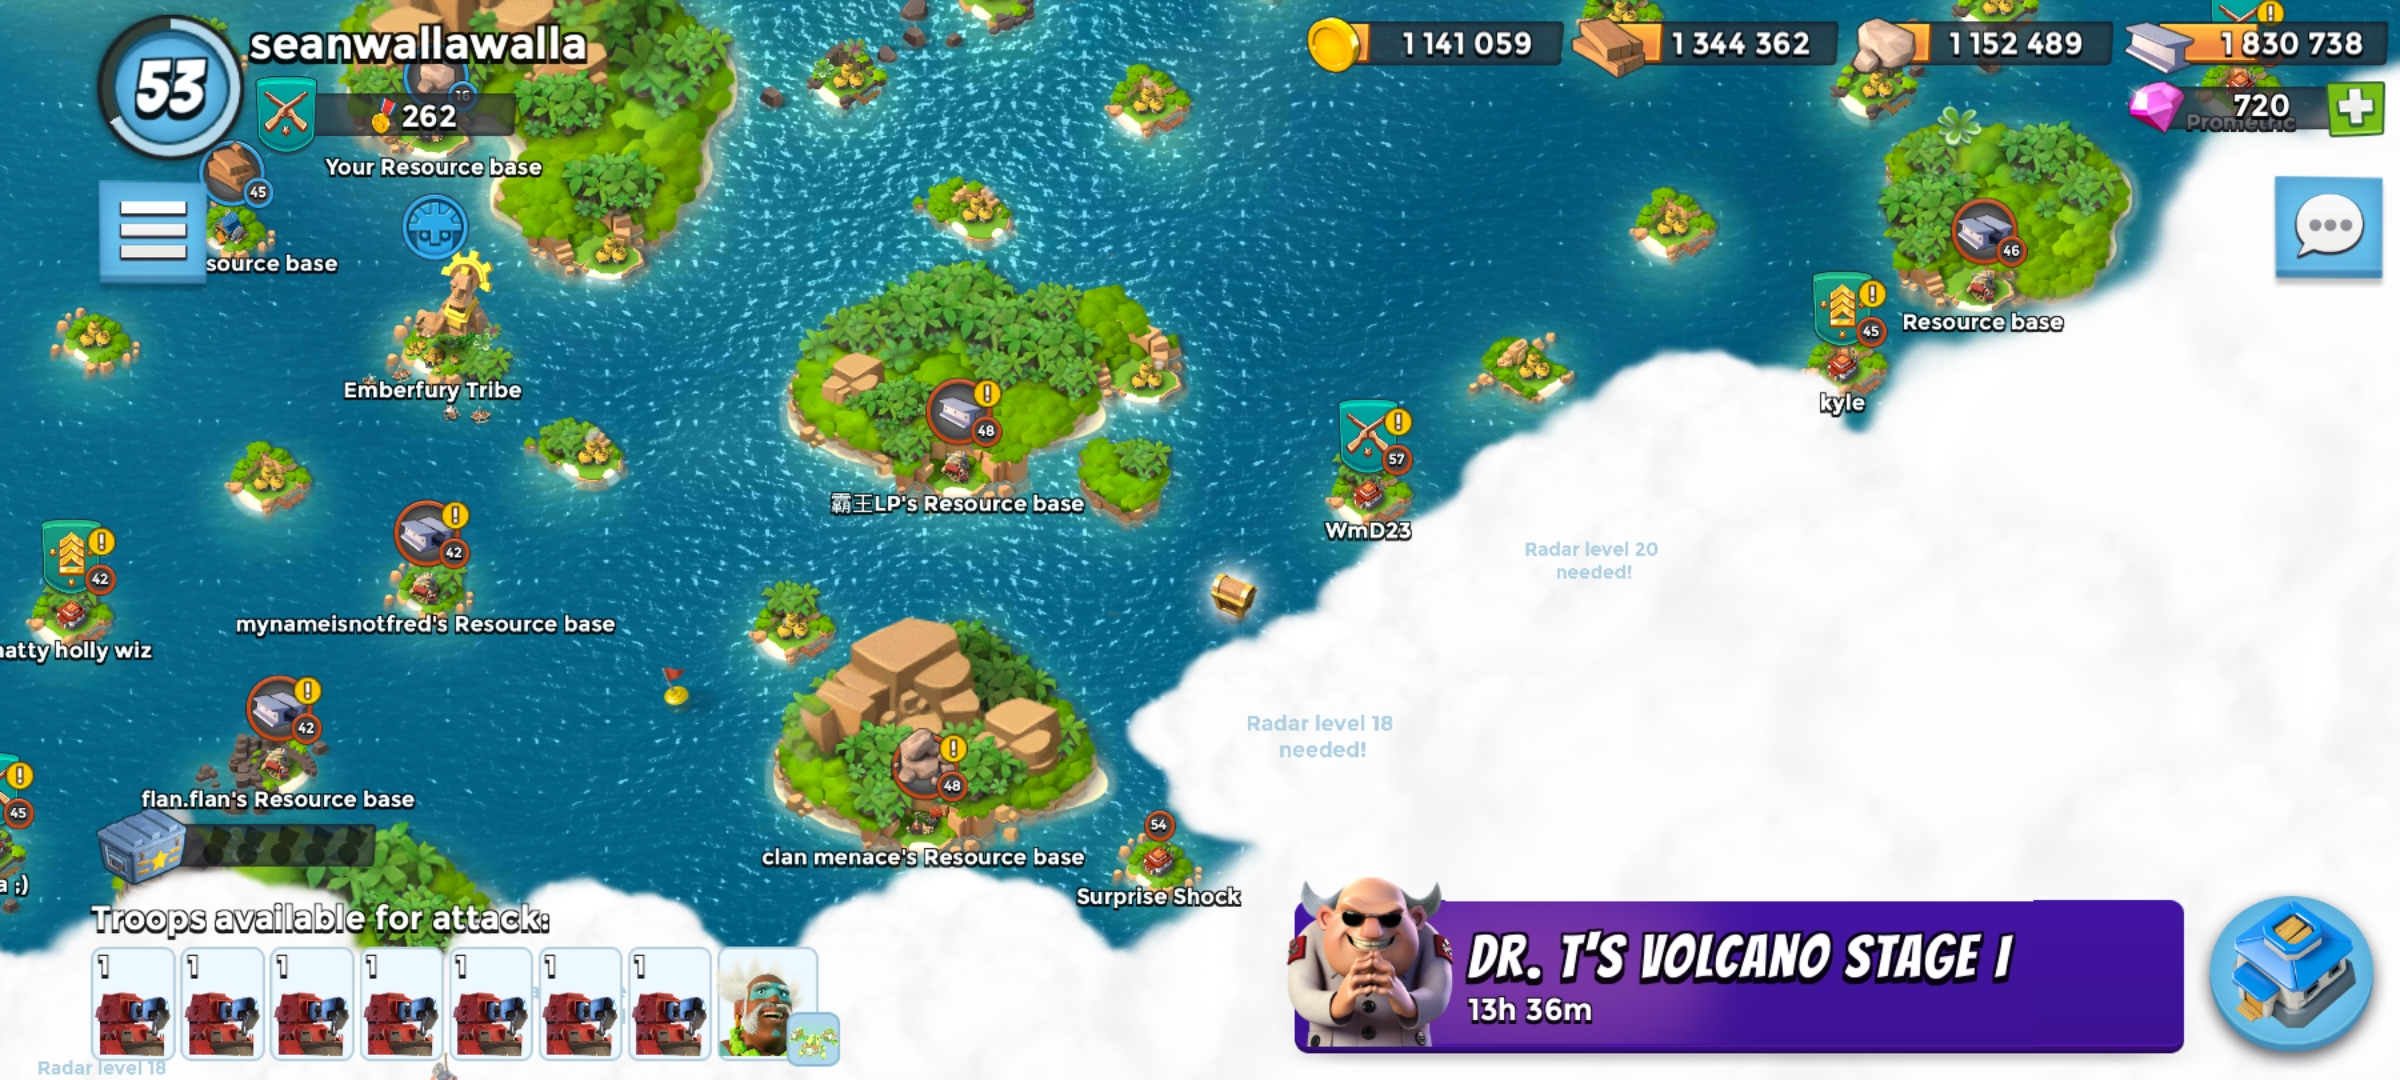 53
seanwallawalla
262
1 141 059
1 344 362
1 152 489
1 830 738
720
Prometric
16
Your Resource base
45
source base
Emberfury Tribe
46
Resource base
45
kyle
48
霸王LP's Resource base
57
WmD23
42
mynameisnotfred's Resource base
42
natty holly wiz
Radar level 20
needed!
42
flan.flan's Resource base
Radar level 18
needed!
48
clan menace's Resource base
45
a ;)
54
Surprise Shock
Troops available for attack:
1 1 1 1 1 1 1
DR. T'S VOLCANO STAGE I
13h 36m
Radar level 18